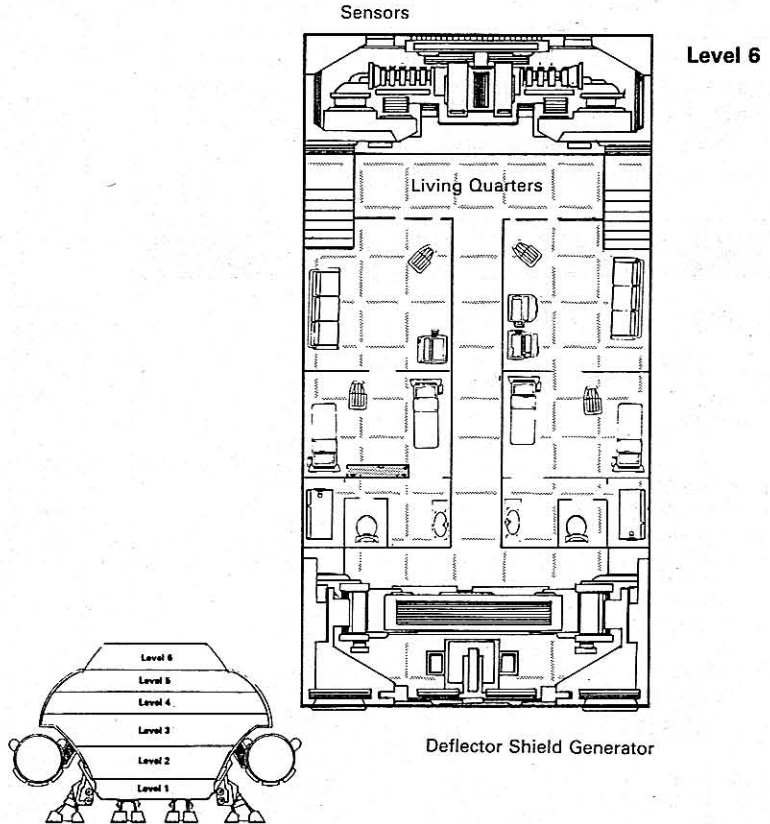 Sensors
Level 6
Living Quarters
Level 6
Level 5
Level 4
Level 3
Level 2
Level 1
Deflector Shield Generator